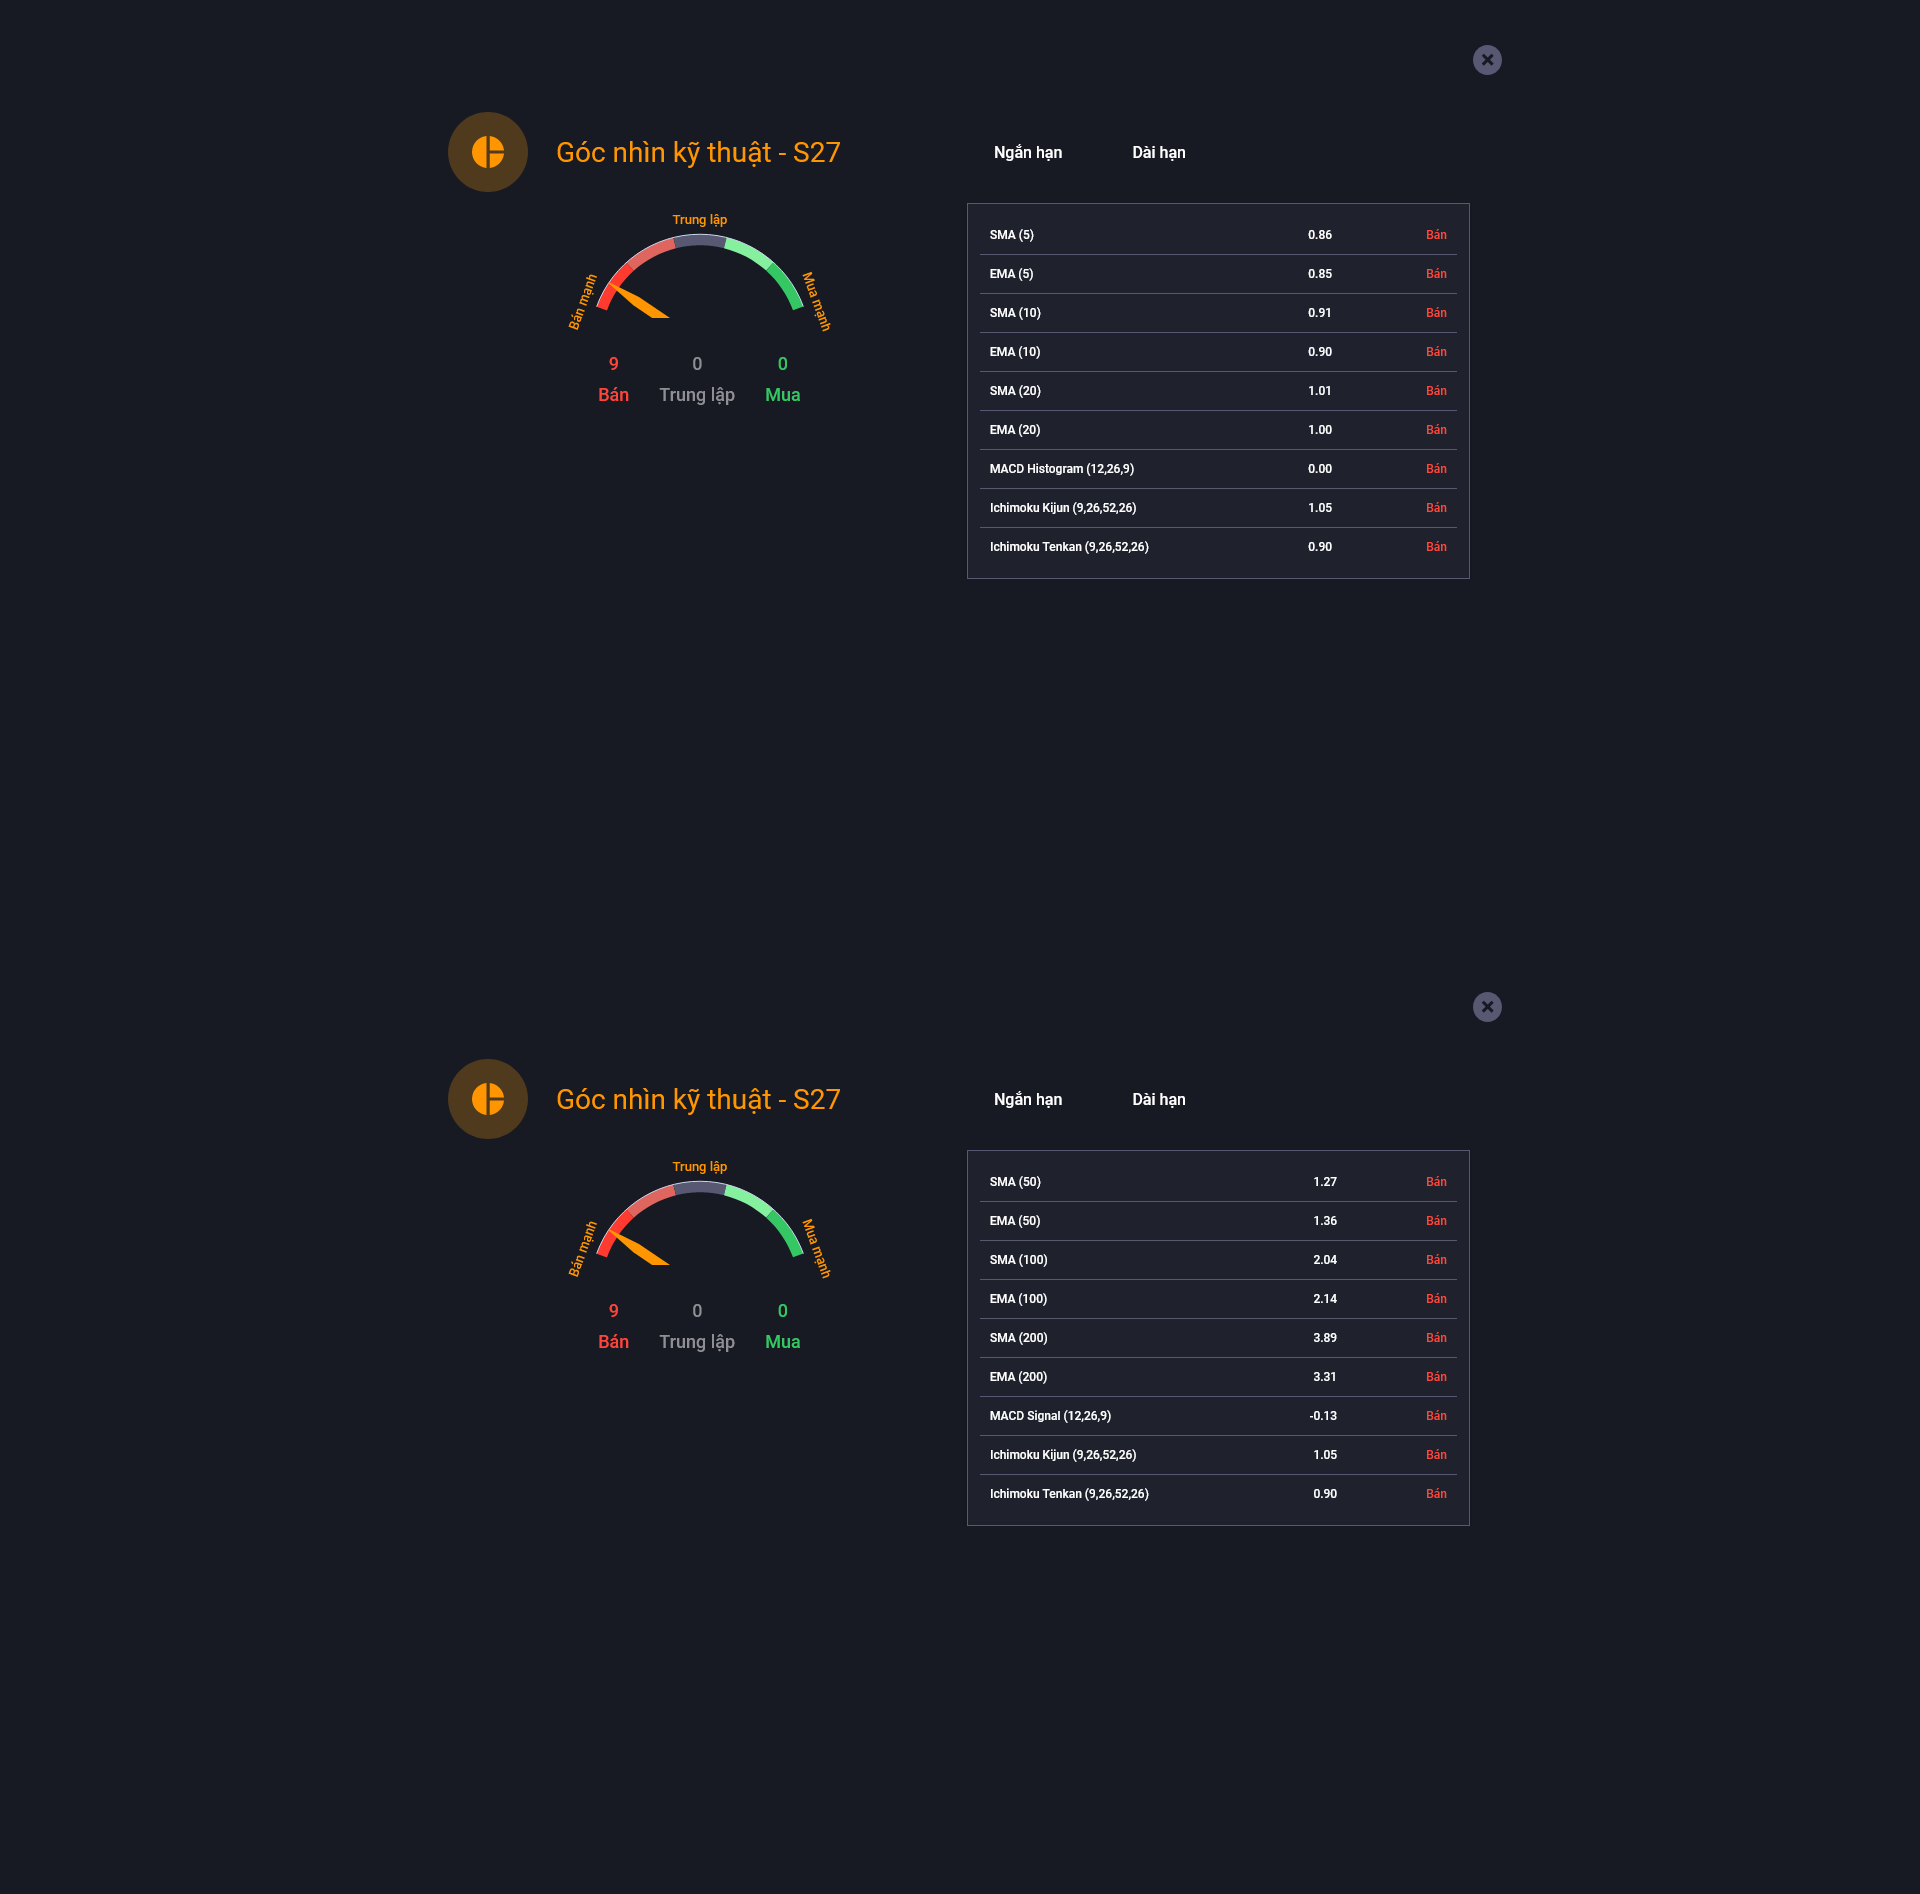 Góc nhìn kỹ thuật - S27
Ngắn hạn Dài hạn
Trung lập
Bán mạnh
Mua mạnh
9 0 0
Bán Trung lập Mua
SMA (5) 0.86 Bán
EMA (5) 0.85 Bán
SMA (10) 0.91 Bán
EMA (10) 0.90 Bán
SMA (20) 1.01 Bán
EMA (20) 1.00 Bán
MACD Histogram (12,26,9) 0.00 Bán
Ichimoku Kijun (9,26,52,26) 1.05 Bán
Ichimoku Tenkan (9,26,52,26) 0.90 Bán
Góc nhìn kỹ thuật - S27
Ngắn hạn Dài hạn
Trung lập
Bán mạnh
Mua mạnh
9 0 0
Bán Trung lập Mua
SMA (50) 1.27 Bán
EMA (50) 1.36 Bán
SMA (100) 2.04 Bán
EMA (100) 2.14 Bán
SMA (200) 3.89 Bán
EMA (200) 3.31 Bán
MACD Signal (12,26,9) -0.13 Bán
Ichimoku Kijun (9,26,52,26) 1.05 Bán
Ichimoku Tenkan (9,26,52,26) 0.90 Bán